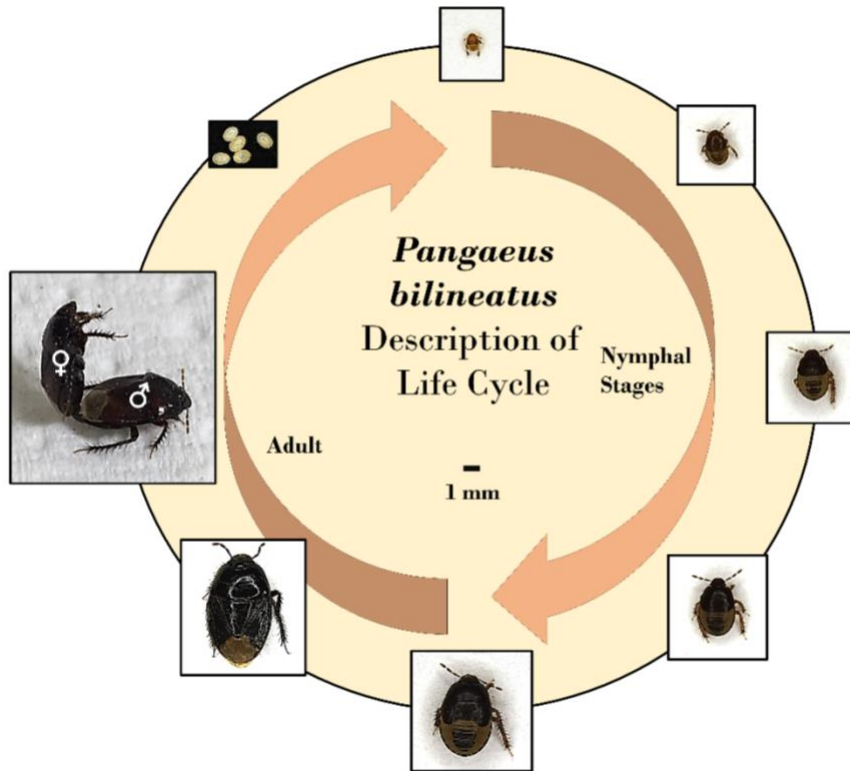 Pangaeus
bilineatus
Description of
Life Cycle
Nymphal
Stages
Adult
1 mm
♀
♂